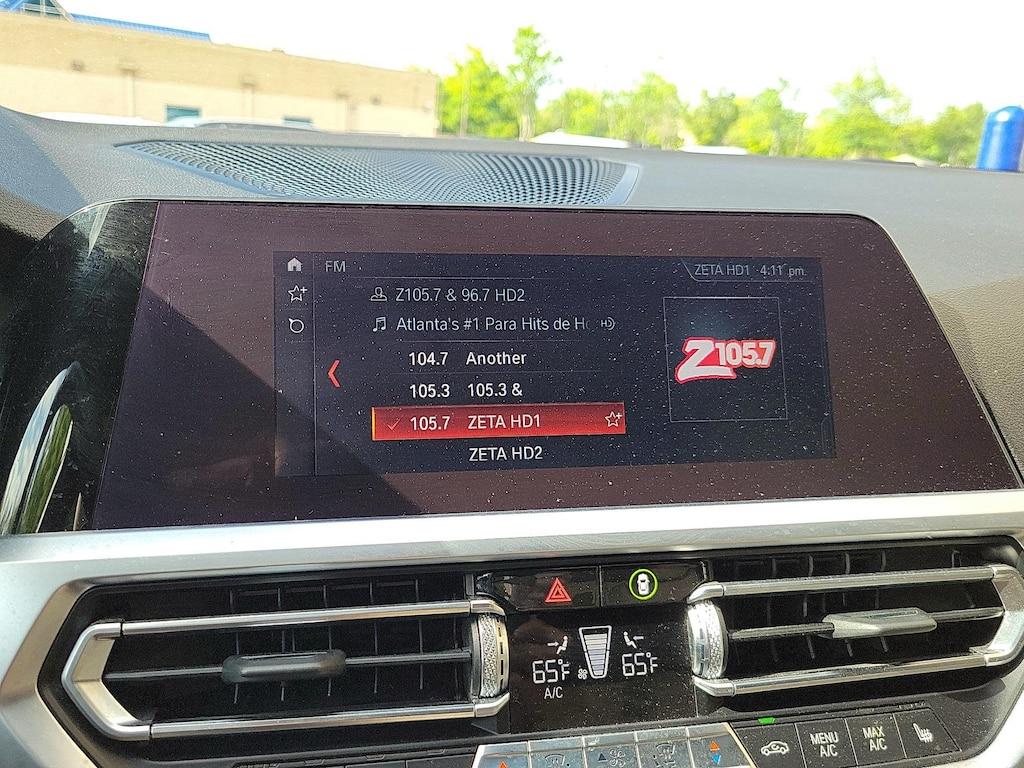 FM
ZETA HD1 4:11 pm
Z105.7 & 96.7 HD2
Atlanta's #1 Para Hits de H
104.7 Another
105.3 105.3 &
105.7 ZETA HD1
ZETA HD2
Z105.7
65°F 65°F
A/C
MENU A/C
MAX A/C